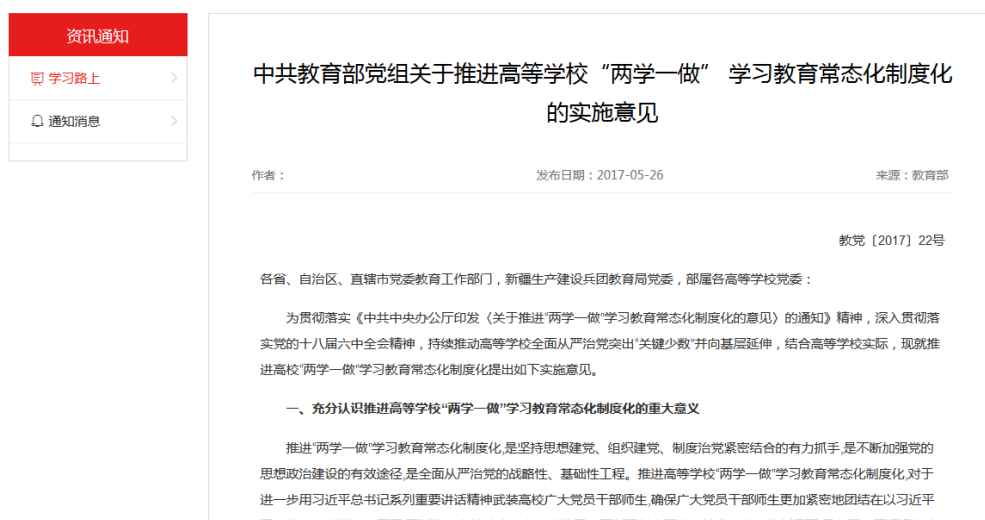 资讯通知
学习路上
通知消息
中共教育部党组关于推进高等学校“两学一做” 学习教育常态化制度化
的实施意见
作者：
发布日期：2017-05-26
来源：教育部
教党〔2017〕22号
各省、自治区、直辖市党委教育工作部门，新疆生产建设兵团教育局党委，部属各高等学校党委：
为贯彻落实《中共中央办公厅印发〈关于推进“两学一做”学习教育常态化制度化的意见〉的通知》精神，深入贯彻落
实党的十八届六中全会精神，持续推动高等学校全面从严治党突出“关键少数”并向基层延伸，结合高等学校实际，现就推
进高校“两学一做”学习教育常态化制度化提出如下实施意见。
一、充分认识推进高等学校“两学一做”学习教育常态化制度化的重大意义
推进“两学一做”学习教育常态化制度化,是坚持思想建党、组织建党、制度治党紧密结合的有力抓手,是不断加强党的
思想政治建设的有效途径,是全面从严治党的战略性、基础性工程。推进高等学校“两学一做”学习教育常态化制度化,对于
进一步用习近平总书记系列重要讲话精神武装高校广大党员干部师生,确保广大党员干部师生更加紧密地团结在以习近平